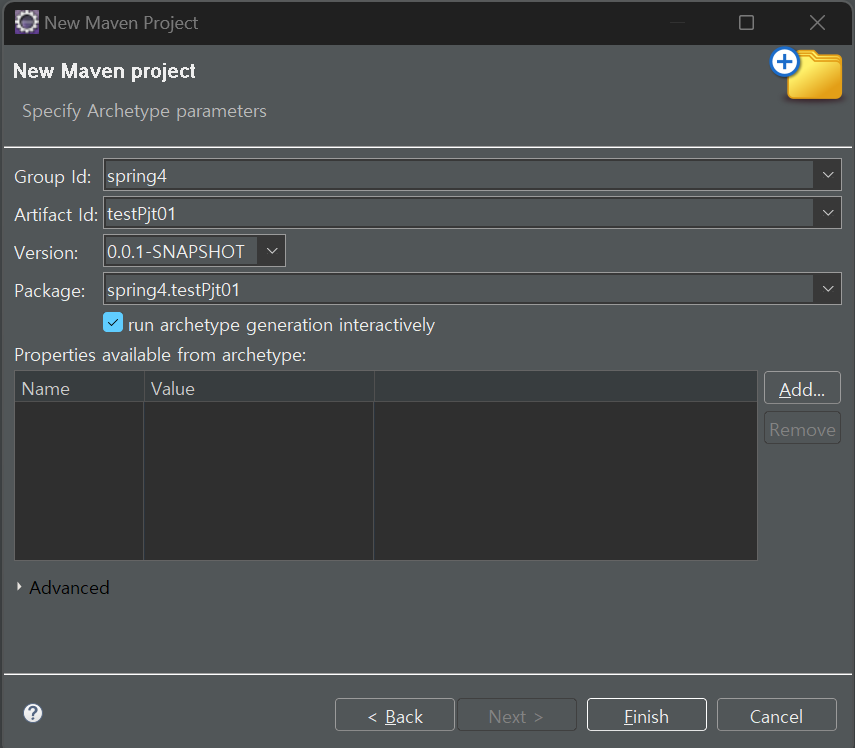 New Maven Project
New Maven project
Specify Archetype parameters
Group Id: spring4
Artifact Id: testPjt01
Version: 0.0.1-SNAPSHOT
Package: spring4.testPjt01
run archetype generation interactively
Properties available from archetype:
Name Value
Add...
Remove
Advanced
? < Back Next > Finish Cancel